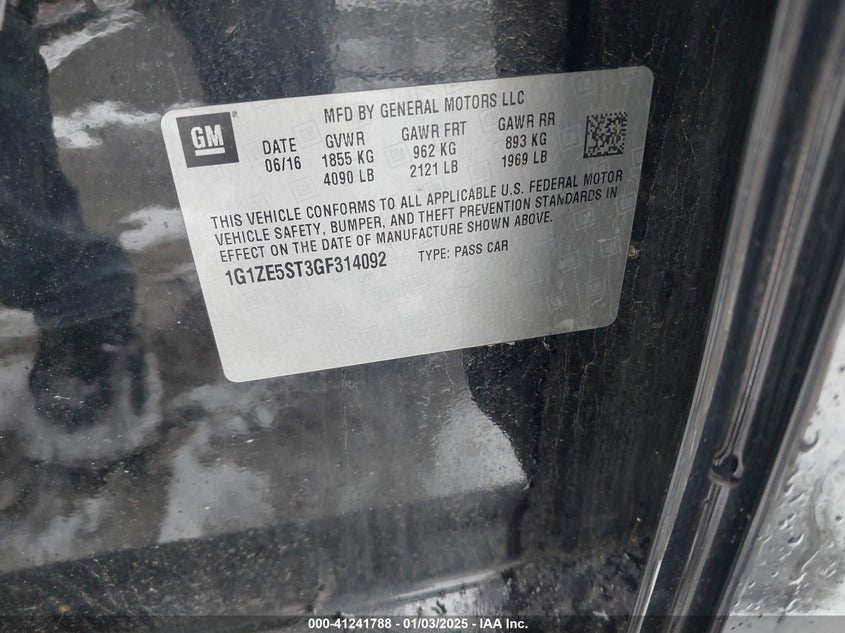 MFD BY GENERAL MOTORS LLC
GM
®
DATE GVWR GAWR FRT GAWR RR
06/16 1855 KG 962 KG 893 KG
4090 LB 2121 LB 1969 LB
THIS VEHICLE CONFORMS TO ALL APPLICABLE U.S. FEDERAL MOTOR
VEHICLE SAFETY, BUMPER, AND THEFT PREVENTION STANDARDS IN
EFFECT ON THE DATE OF MANUFACTURE SHOWN ABOVE.
1G1ZE5ST3GF314092 TYPE: PASS CAR
000-41241788 - 01/03/2025 - IAA Inc.